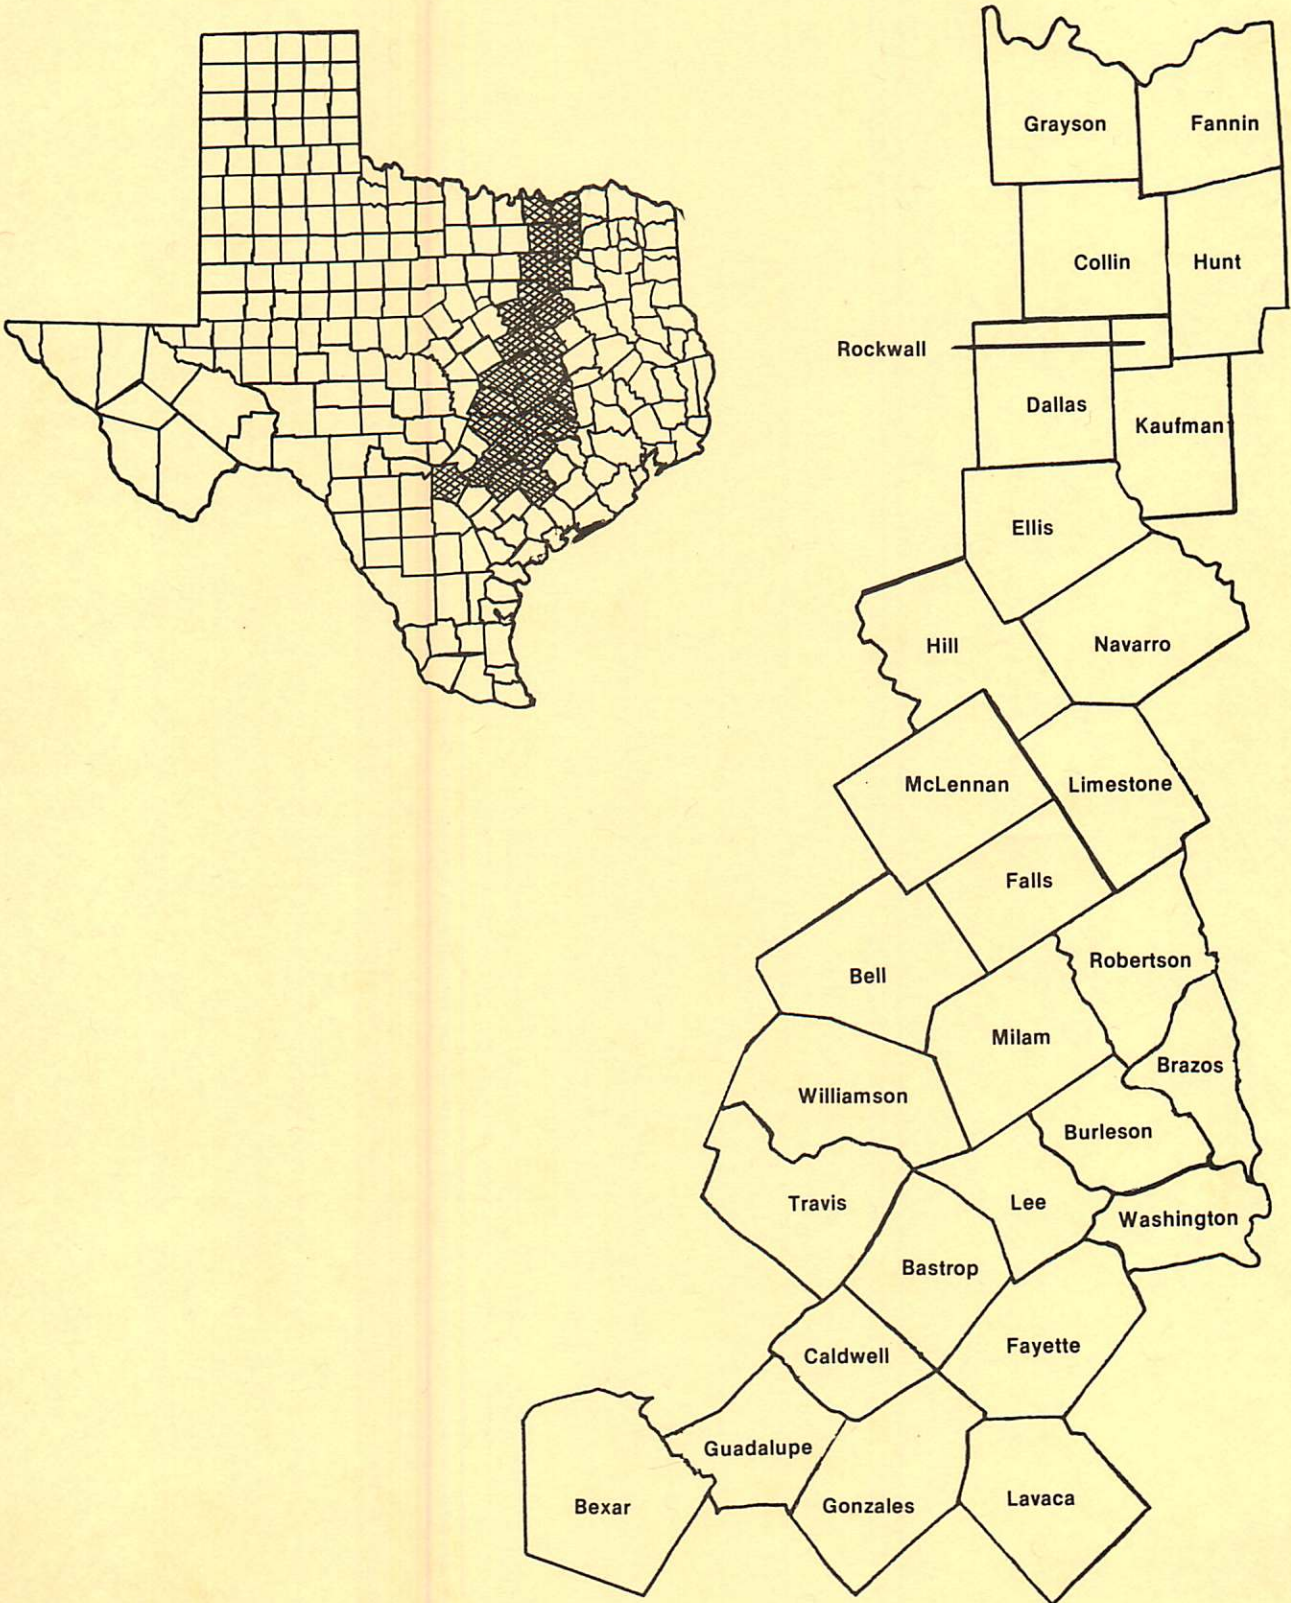 Grayson
Fannin
Collin
Hunt
Rockwall
Dallas
Kaufman
Ellis
Hill
Navarro
McLennan
Limestone
Falls
Bell
Robertson
Milam
Brazos
Williamson
Burleson
Travis
Lee
Washington
Bastrop
Caldwell
Fayette
Guadalupe
Bexar
Gonzales
Lavaca